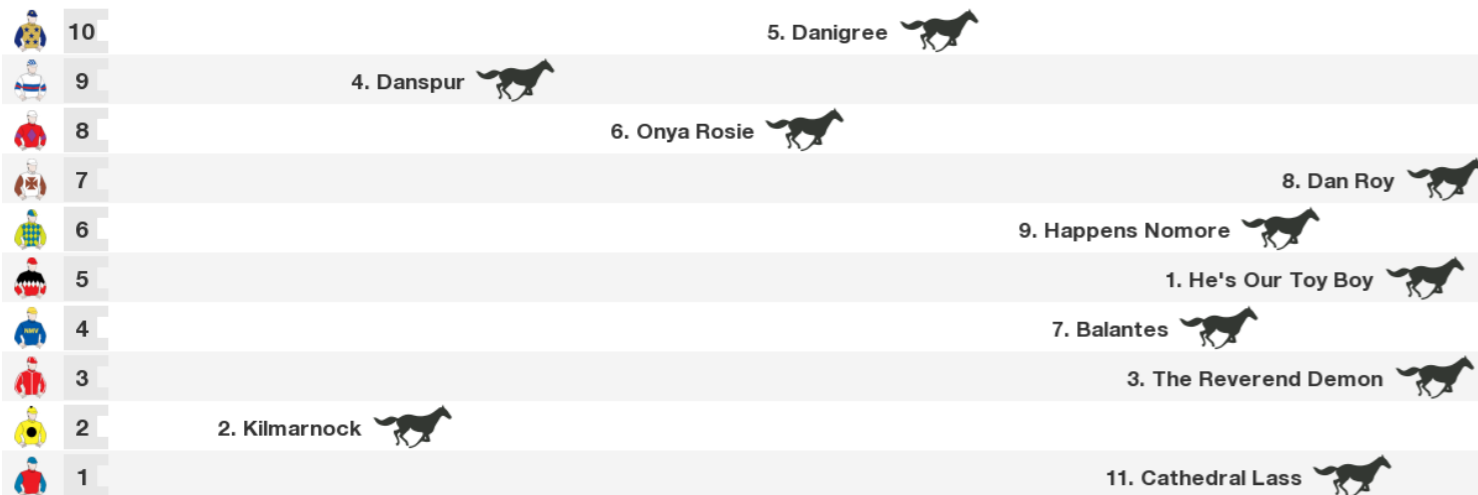 10 5. Danigree
9 4. Danspur
8 6. Onya Rosie
7 8. Dan Roy
6 9. Happens Nomore
5 1. He's Our Toy Boy
NMV 4 7. Balantes
3 3. The Reverend Demon
2 2. Kilmarnock
1 11. Cathedral Lass